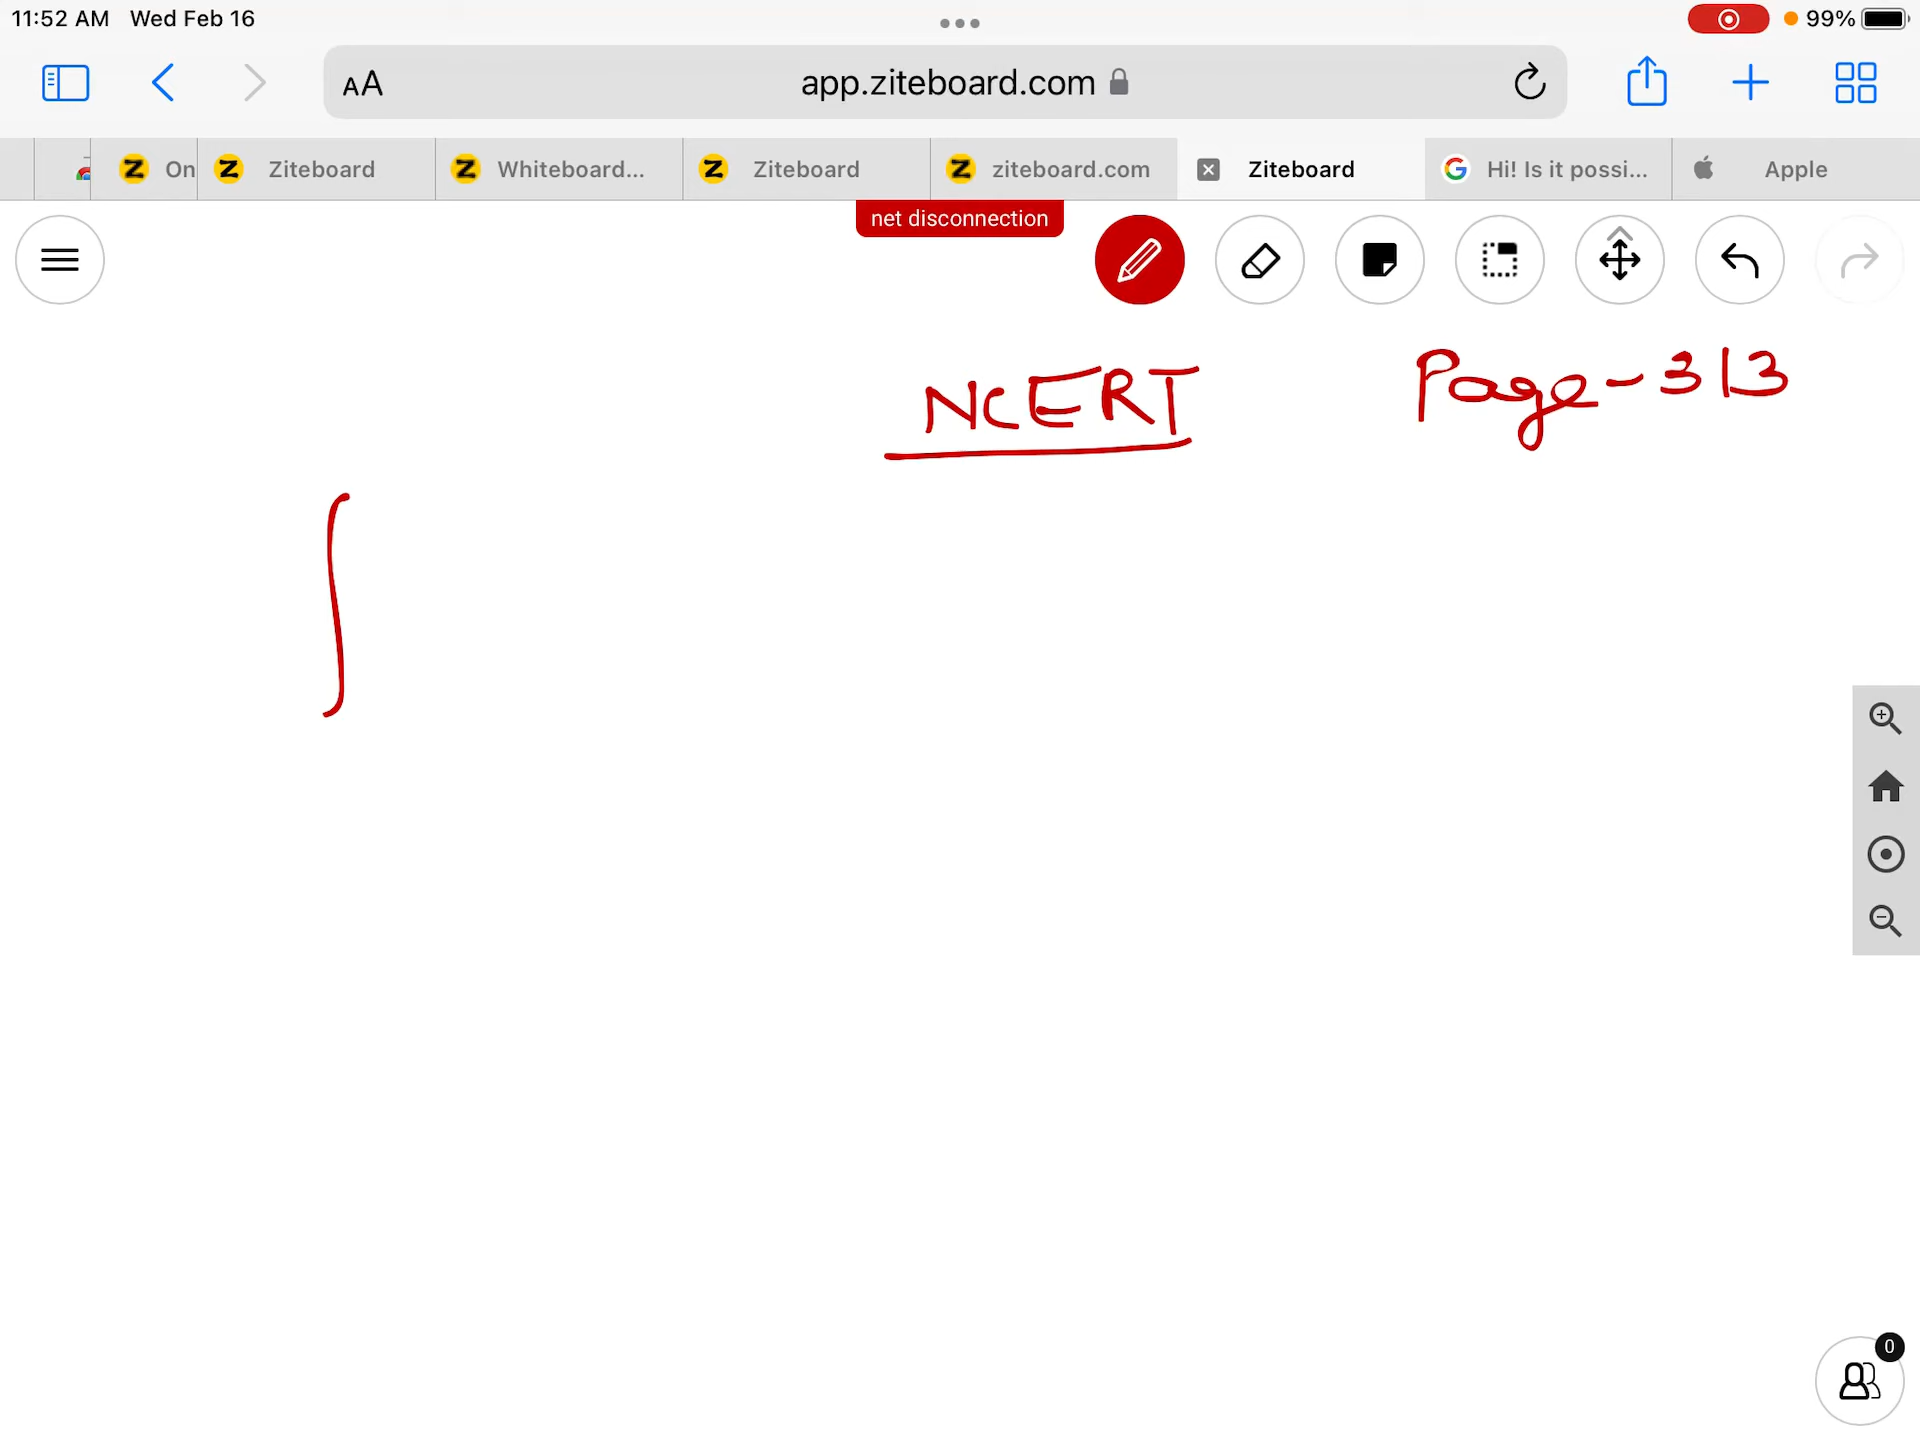 11:52 AM Wed Feb 16 99%
AA app.ziteboard.com
On Ziteboard Whiteboard... Ziteboard ziteboard.com Ziteboard Hi! Is it possi... Apple
net disconnection
NCERT Page-313
∫
0